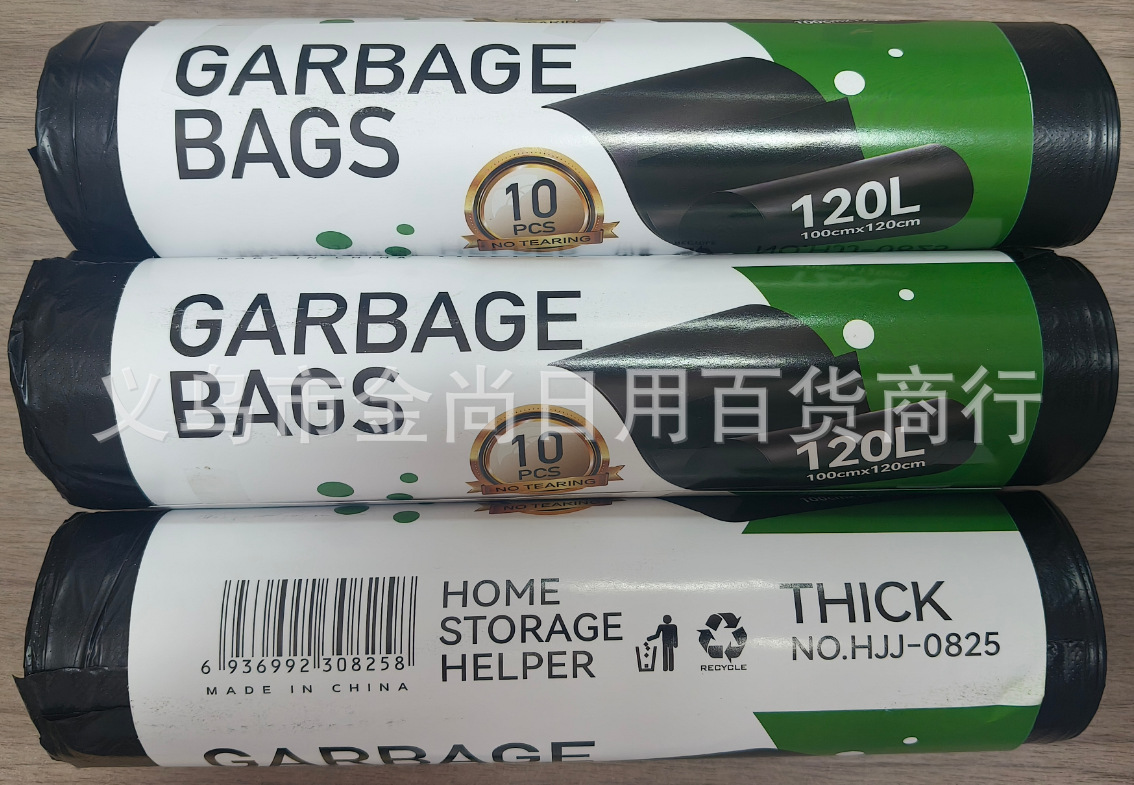 GARBAGE
BAGS
10
PCS
NO TEARING
120L
100cmx120cm
GARBAGE
BAGS
10
PCS
NO TEARING
120L
100cmx120cm
义乌市金尚日用百货商行
NO TEARING
6 936992 308258
MADE IN CHINA
HOME
STORAGE
HELPER
RECYCLE
THICK
NO.HJJ-0825
GARBAGE